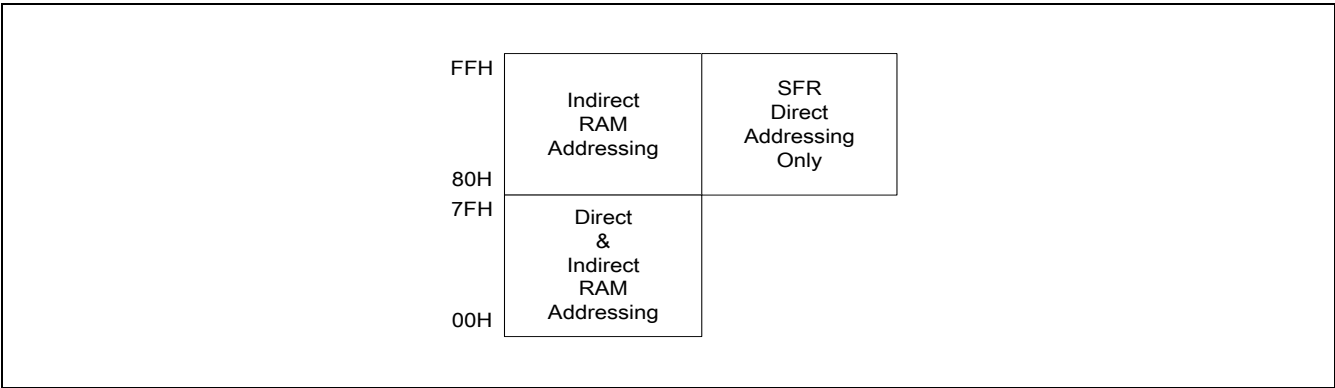 FFH
Indirect
RAM
Addressing
SFR
Direct
Addressing
Only
80H
7FH
Direct
&
Indirect
RAM
Addressing
00H